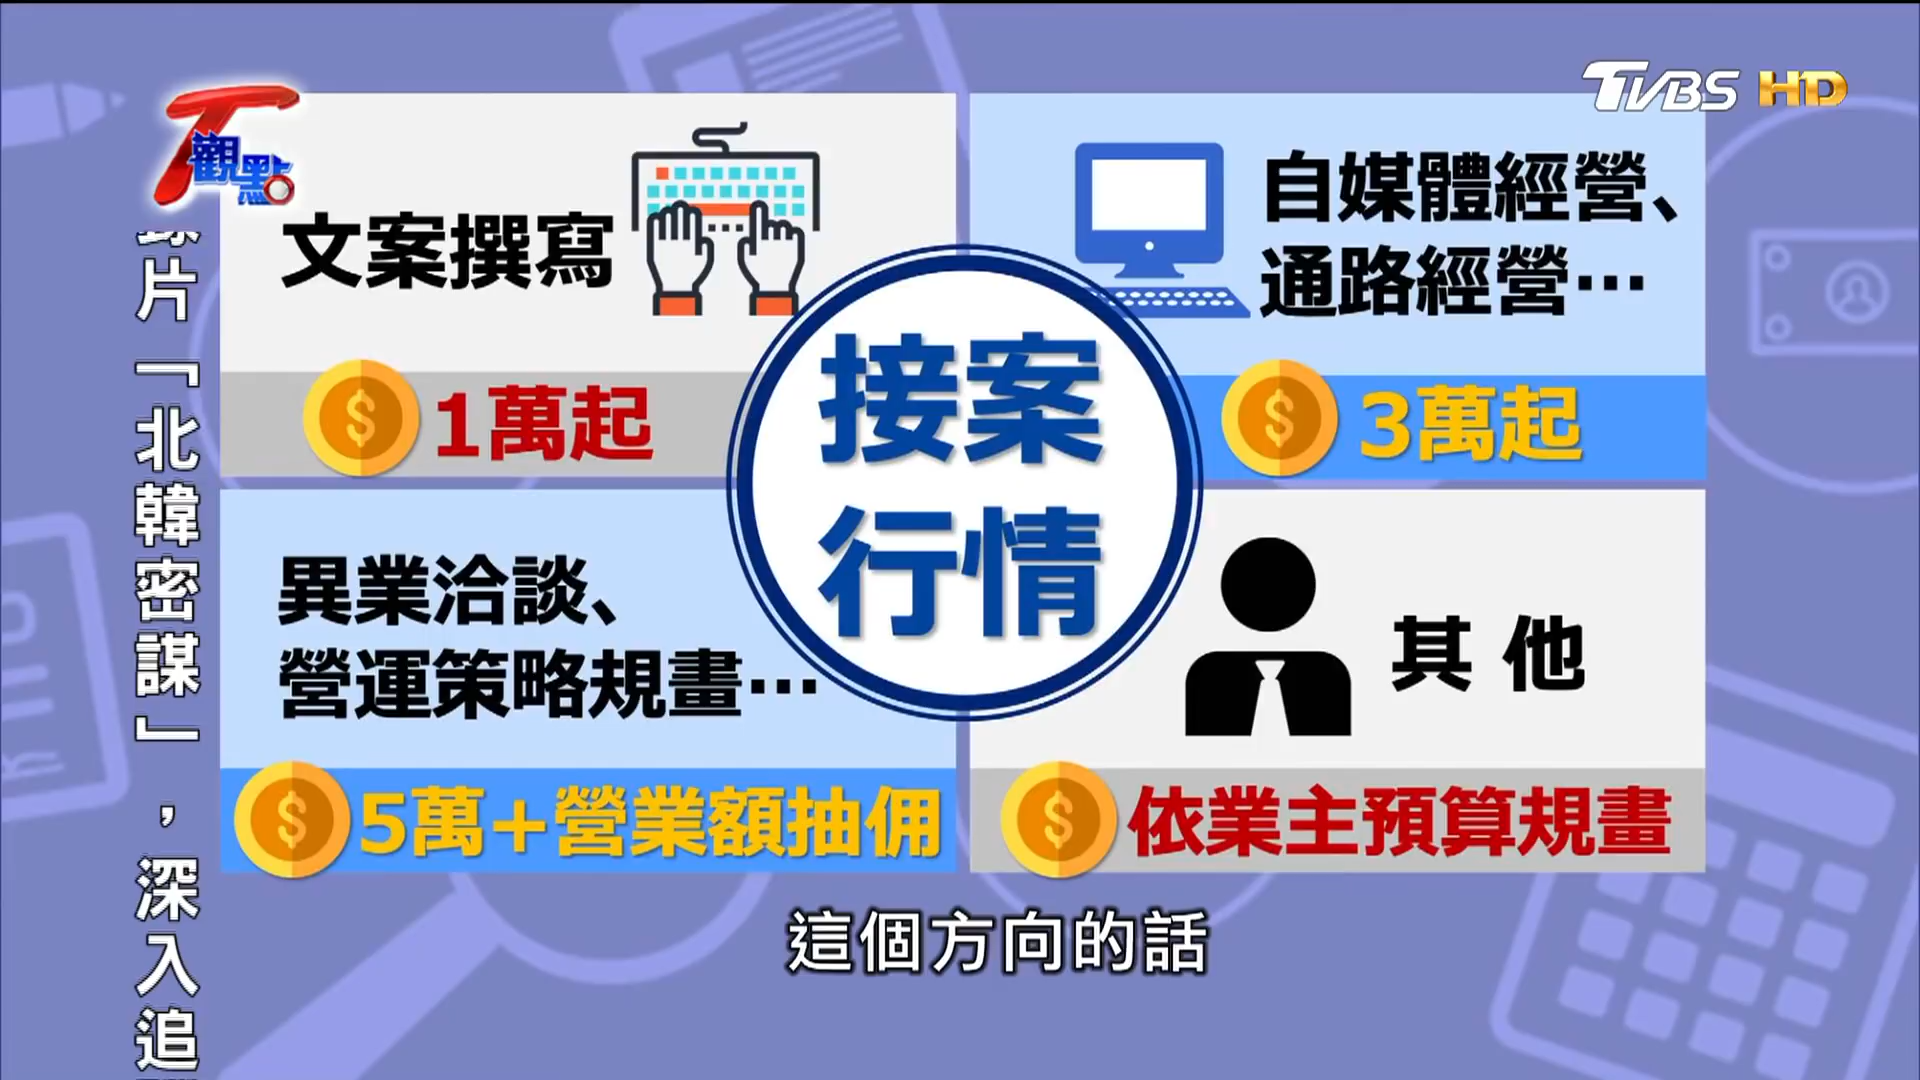 T觀點
TVBS HD
文案撰寫
1萬起
自媒體經營、
通路經營…
3萬起
接案
行情
異業洽談、
營運策略規畫…
5萬+營業額抽佣
其他
依業主預算規畫
片「北韓密謀」，深入追
這個方向的話